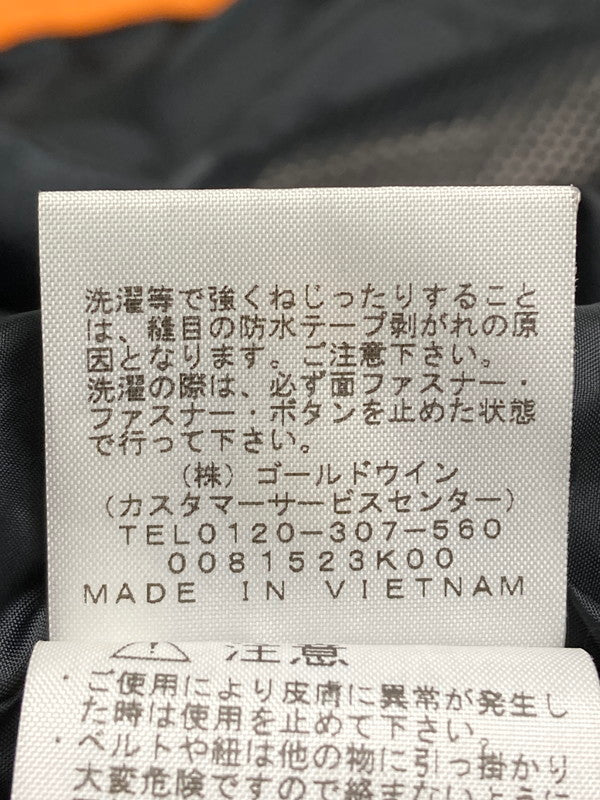 洗濯等で強くねじったりすること
は、縫目の防水テープ剥がれの原
因となります。ご注意下さい。
洗濯の際は、必ず面ファスナー・
ファスナー・ボタンを止めた状態
で行って下さい。
(株)ゴールドウイン
(カスタマーサービスセンター)
TEL0120-307-560
0081523K00
MADE IN VIETNAM
注意
・ご使用により皮膚に異常が発生し
た時は使用を止めて下さい。
・ベルトや紐は他の物に引っ掛かり
大変危険ですので絡まないように